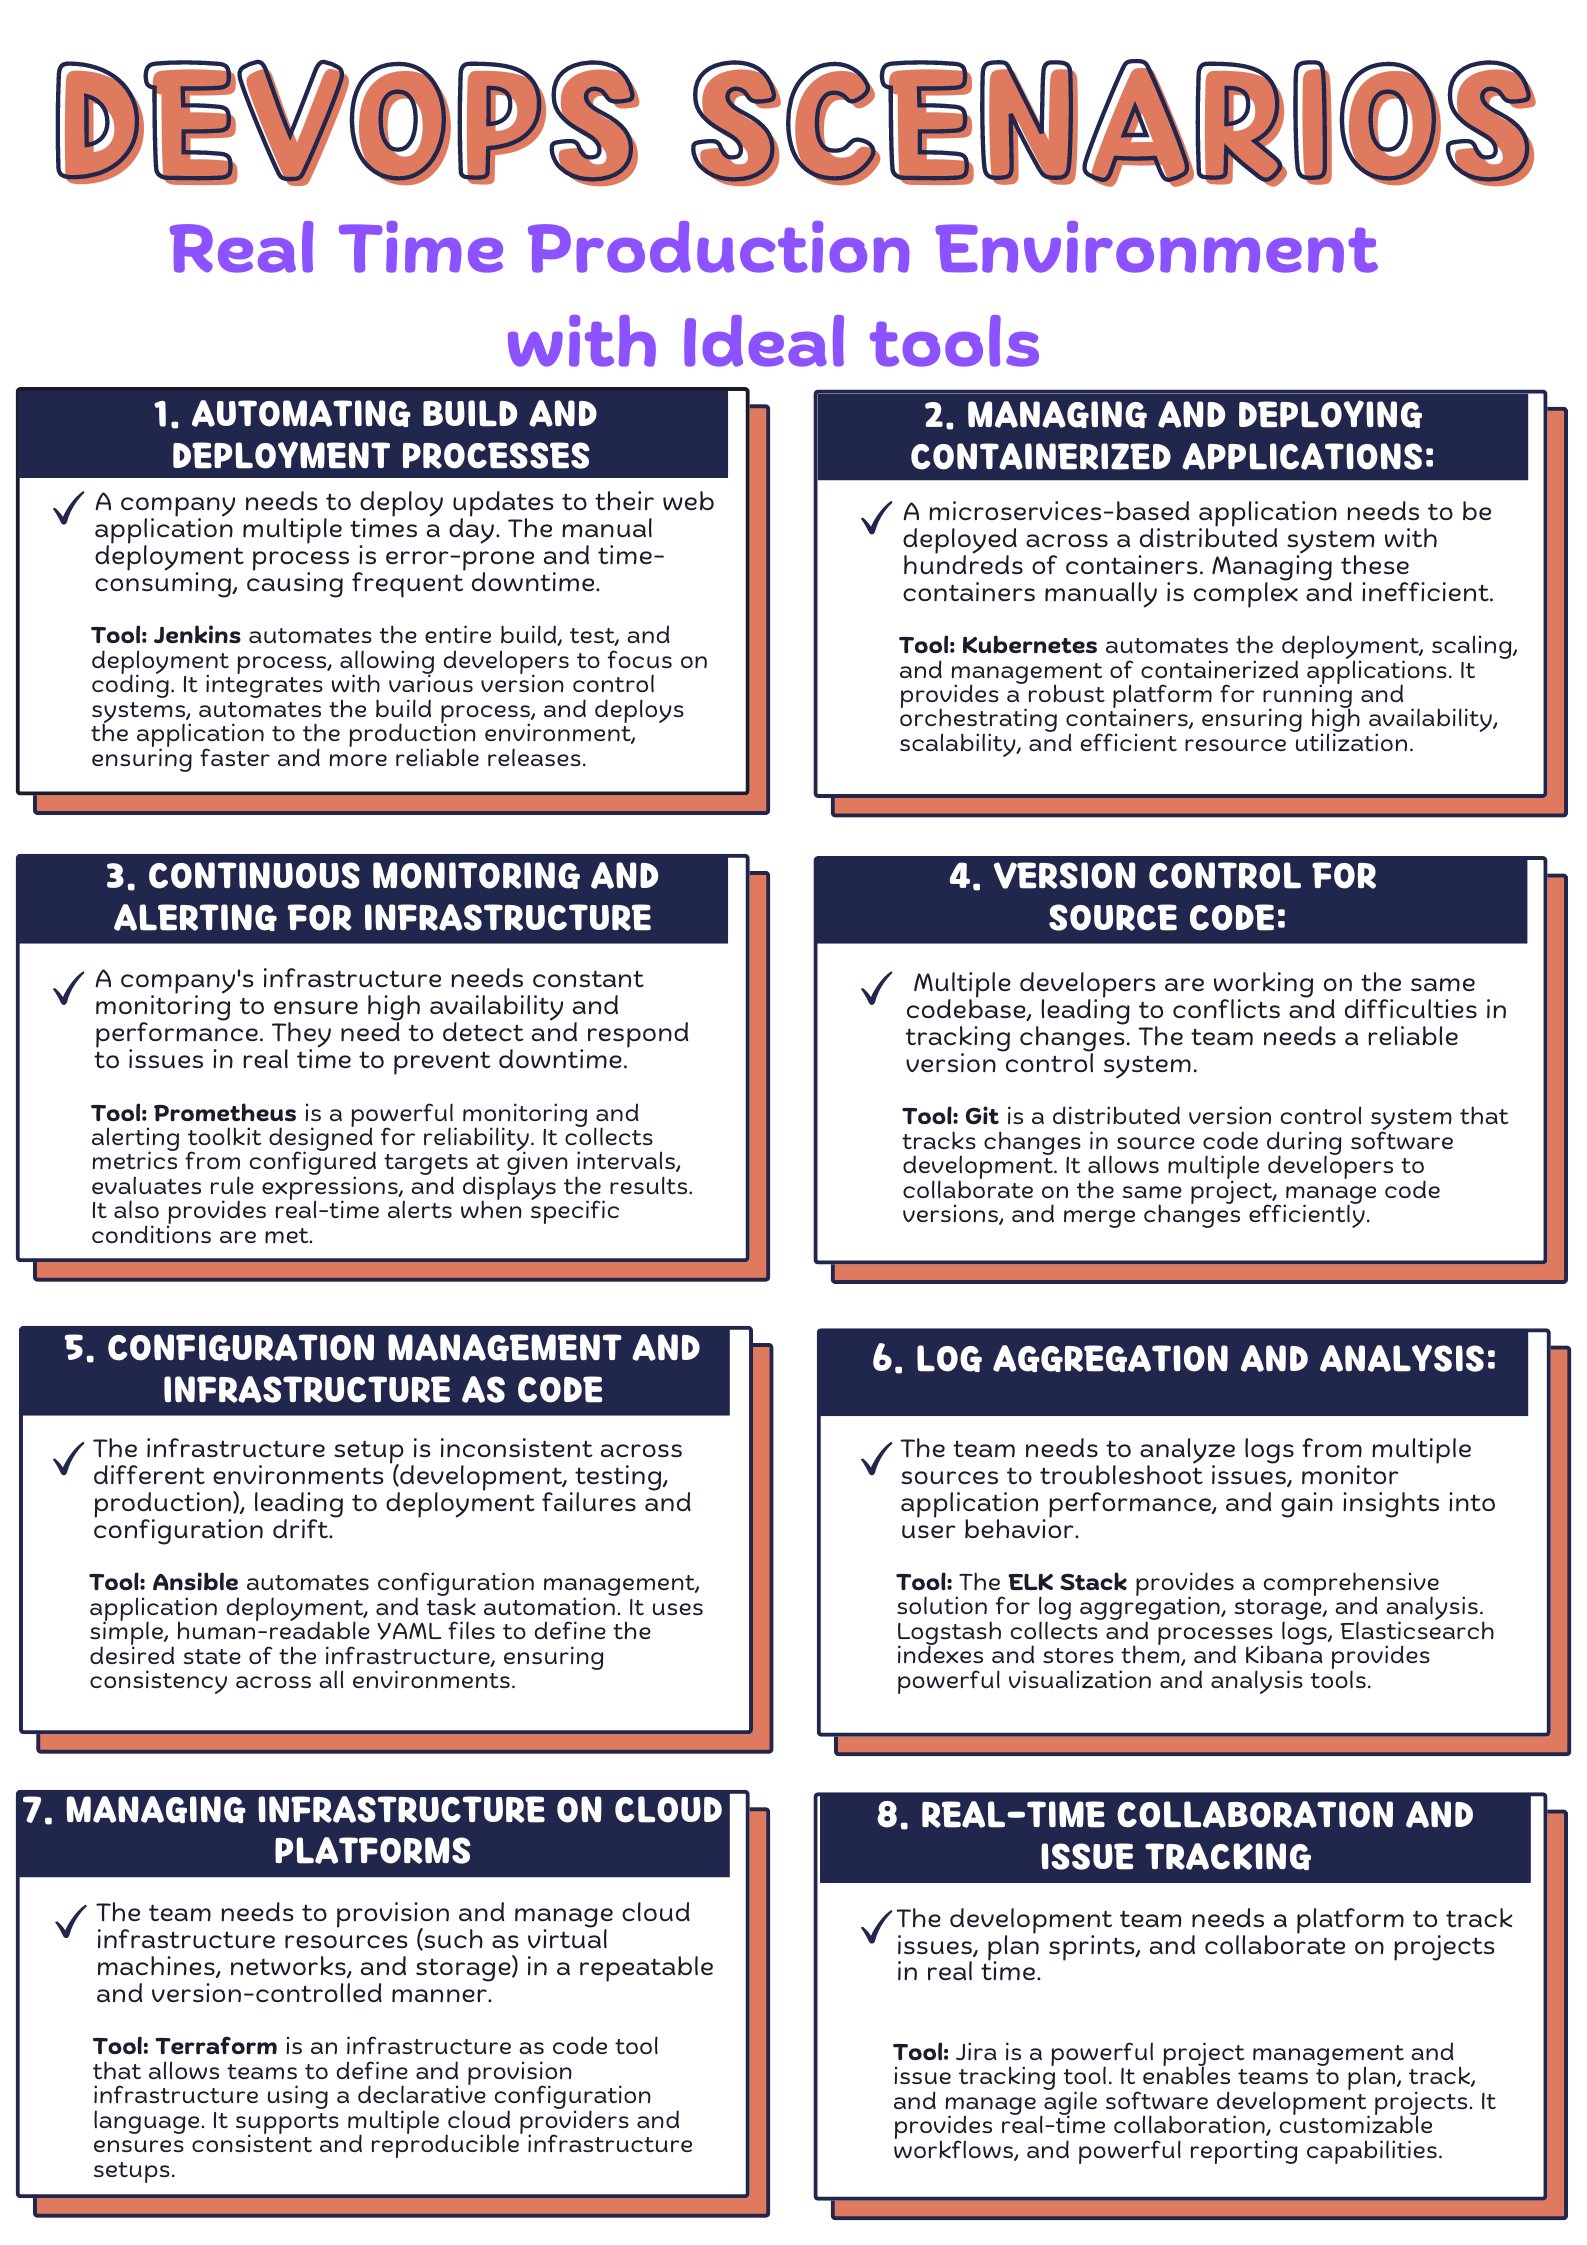 DEVOPS SCENARIOS
Real Time Production Environment
with Ideal tools
1. AUTOMATING BUILD AND
DEPLOYMENT PROCESSES
A company needs to deploy updates to their web
application multiple times a day. The manual
deployment process is error-prone and time-
consuming, causing frequent downtime.
Tool: Jenkins automates the entire build, test, and
deployment process, allowing developers to focus on
coding. It integrates with various version control
systems, automates the build process, and deploys
the application to the production environment,
ensuring faster and more reliable releases.
2. MANAGING AND DEPLOYING
CONTAINERIZED APPLICATIONS:
A microservices-based application needs to be
deployed across a distributed system with
hundreds of containers. Managing these
containers manually is complex and inefficient.
Tool: Kubernetes automates the deployment, scaling,
and management of containerized applications. It
provides a robust platform for running and
orchestrating containers, ensuring high availability,
scalability, and efficient resource utilization.
3. CONTINUOUS MONITORING AND
ALERTING FOR INFRASTRUCTURE
A company's infrastructure needs constant
monitoring to ensure high availability and
performance. They need to detect and respond
to issues in real time to prevent downtime.
Tool: Prometheus is a powerful monitoring and
alerting toolkit designed for reliability. It collects
metrics from configured targets at given intervals,
evaluates rule expressions, and displays the results.
It also provides real-time alerts when specific
conditions are met.
4. VERSION CONTROL FOR
SOURCE CODE:
Multiple developers are working on the same
codebase, leading to conflicts and difficulties in
tracking changes. The team needs a reliable
version control system.
Tool: Git is a distributed version control system that
tracks changes in source code during software
development. It allows multiple developers to
collaborate on the same project, manage code
versions, and merge changes efficiently.
5. CONFIGURATION MANAGEMENT AND
INFRASTRUCTURE AS CODE
The infrastructure setup is inconsistent across
different environments (development, testing,
production), leading to deployment failures and
configuration drift.
Tool: Ansible automates configuration management,
application deployment, and task automation. It uses
simple, human-readable YAML files to define the
desired state of the infrastructure, ensuring
consistency across all environments.
6. LOG AGGREGATION AND ANALYSIS:
The team needs to analyze logs from multiple
sources to troubleshoot issues, monitor
application performance, and gain insights into
user behavior.
Tool: The ELK Stack provides a comprehensive
solution for log aggregation, storage, and analysis.
Logstash collects and processes logs, Elasticsearch
indexes and stores them, and Kibana provides
powerful visualization and analysis tools.
7. MANAGING INFRASTRUCTURE ON CLOUD
PLATFORMS
The team needs to provision and manage cloud
infrastructure resources (such as virtual
machines, networks, and storage) in a repeatable
and version-controlled manner.
Tool: Terraform is an infrastructure as code tool
that allows teams to define and provision
infrastructure using a declarative configuration
language. It supports multiple cloud providers and
ensures consistent and reproducible infrastructure
setups.
8. REAL-TIME COLLABORATION AND
ISSUE TRACKING
The development team needs a platform to track
issues, plan sprints, and collaborate on projects
in real time.
Tool: Jira is a powerful project management and
issue tracking tool. It enables teams to plan, track,
and manage agile software development projects. It
provides real-time collaboration, customizable
workflows, and powerful reporting capabilities.